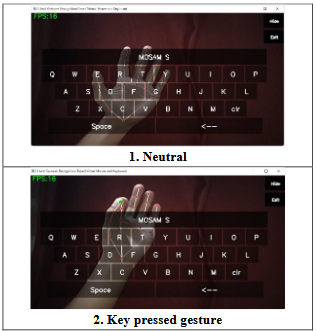 FPS:16
Hide
Exit
MOSAM S
Q W E R T Y U I O P
A S D F G H J K L
Z X C V B N M clr
Space <--
1. Neutral
FPS:16
Hide
Exit
MOSAM S
Q W E R T Y U I O P
A S D F G H J K L
Z X C V B N M clr
Space <--
2. Key pressed gesture